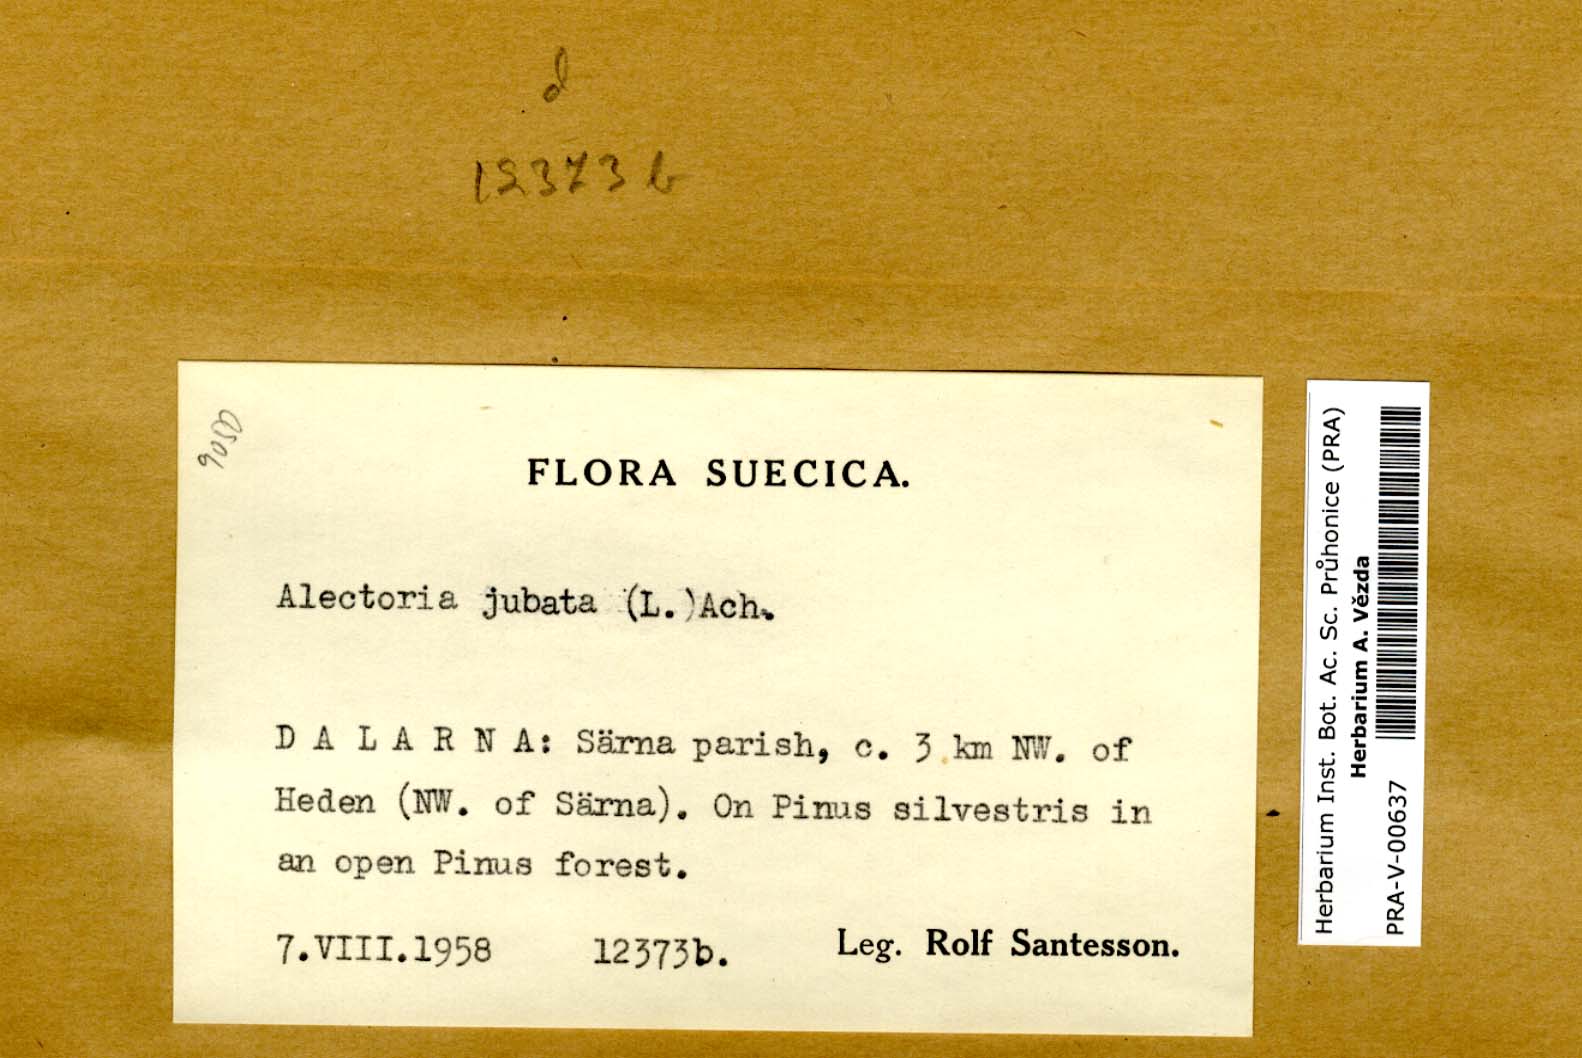 d
12373 b
FLORA SUECICA.
Alectoria jubata (L.)Ach.
D A L A R N A: Särna parish, c. 3 km NW. of
Heden (NW. of Särna). On Pinus silvestris in
an open Pinus forest.
7.VIII.1958 12373b. Leg. Rolf Santesson.
Herbarium Inst. Bot. Ac. Sc. Průhonice (PRA)
Herbarium A. Vězda
PRA-V-00637